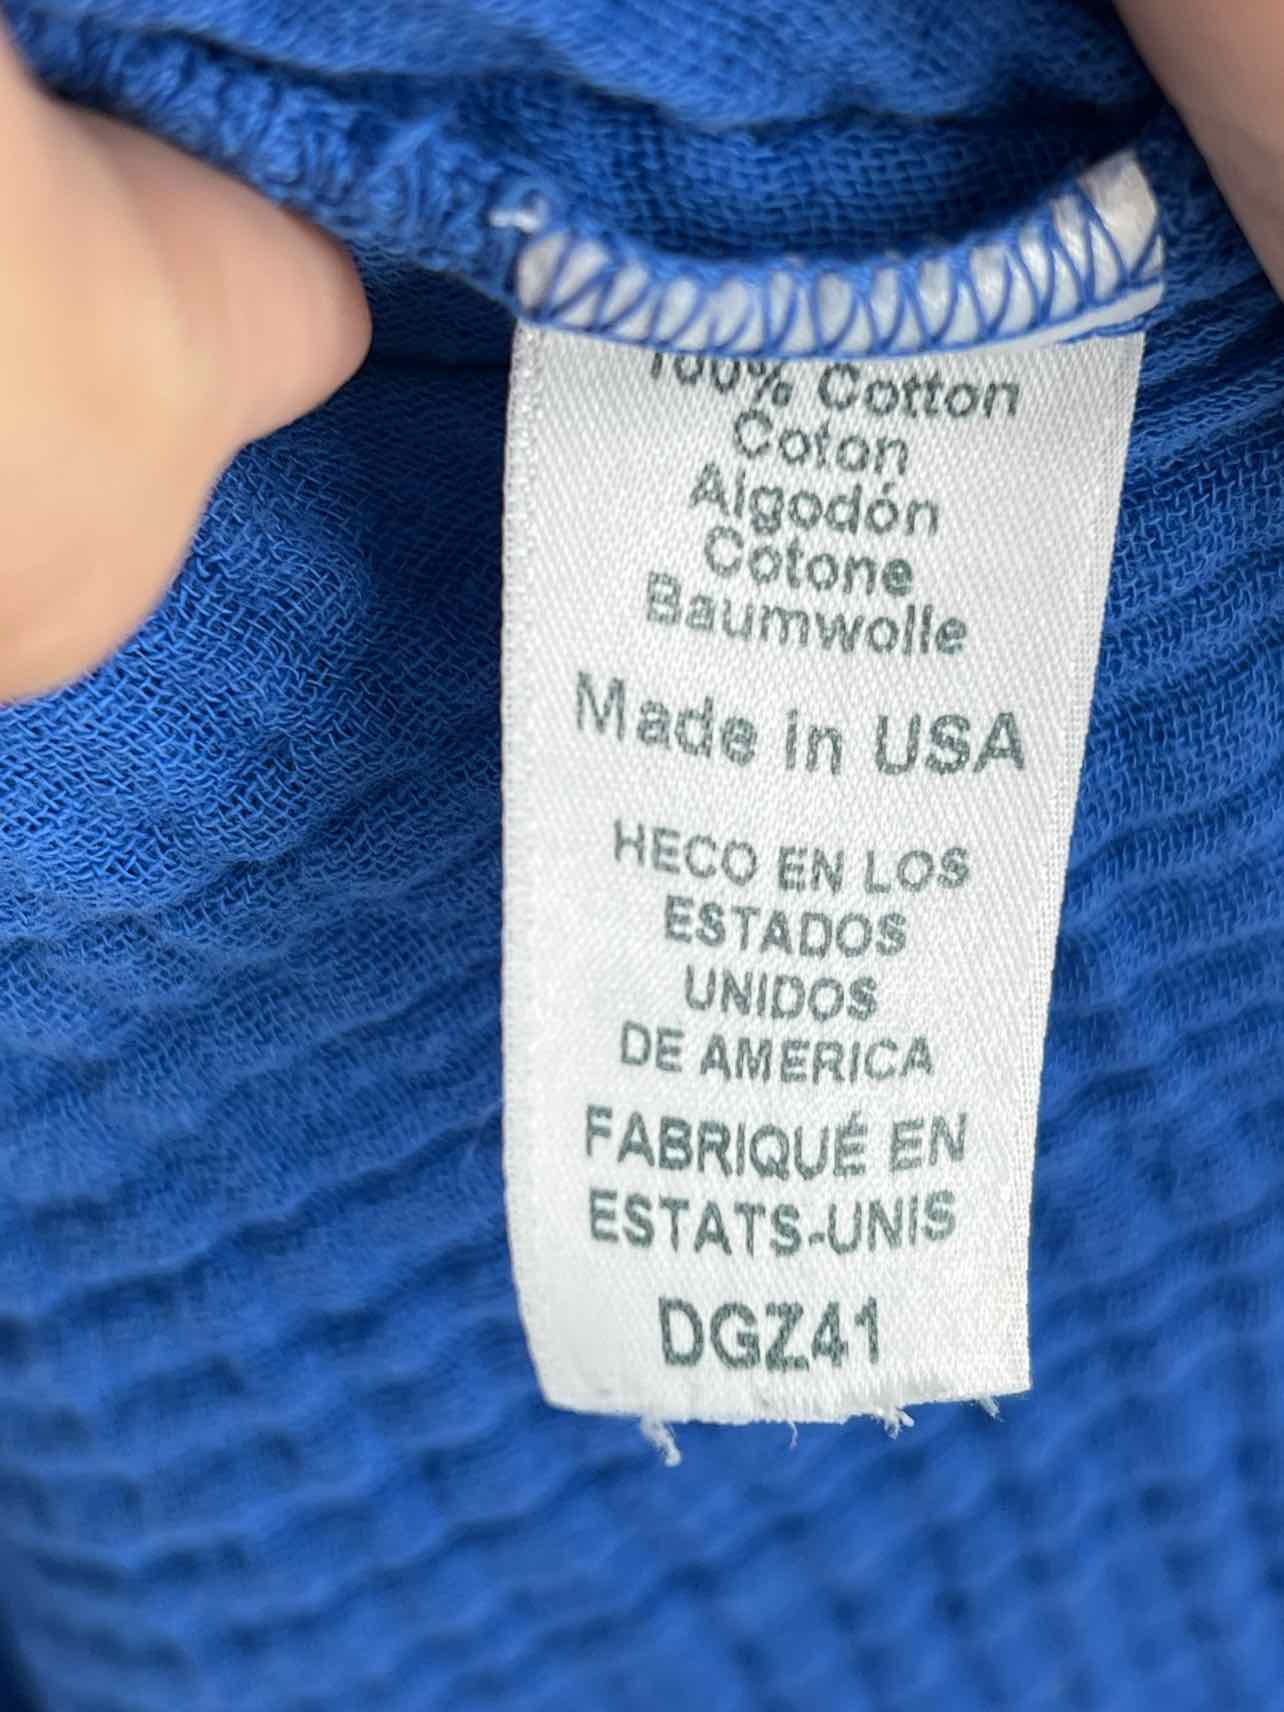 100% Cotton
Coton
Algodón
Cotone
Baumwolle
Made in USA
HECO EN LOS
ESTADOS
UNIDOS
DE AMERICA
FABRIQUÉ EN
ESTATS-UNIS
DGZ41